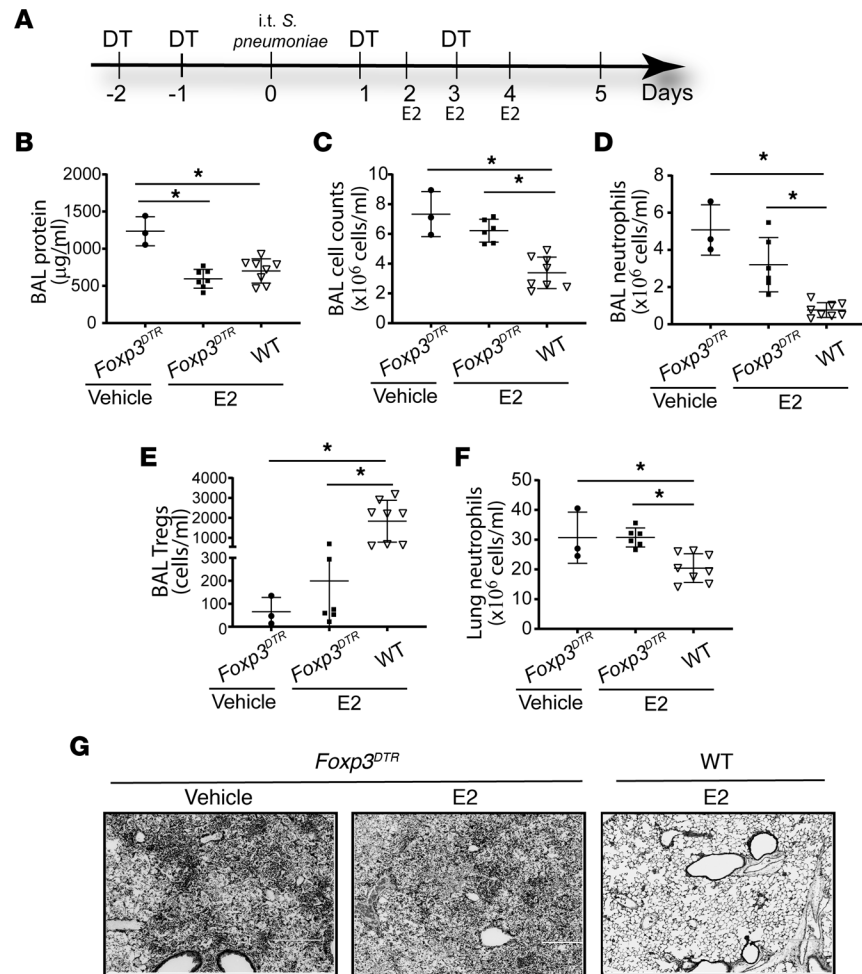 A
i.t. S.
DT DT pneumoniae DT DT
-2 -1 0 1 2 3 4 5 Days
E2 E2 E2
B
BAL protein
(µg/ml)
2000
1500
1000
500
0
*
*
Foxp3DTR Foxp3DTR WT
Vehicle E2
C
BAL cell counts
(x10⁶ cells/ml)
10
8
6
4
2
0
*
*
Foxp3DTR Foxp3DTR WT
Vehicle E2
D
BAL neutrophils
(x10⁶ cells/ml)
8
6
4
2
0
*
*
Foxp3DTR Foxp3DTR WT
Vehicle E2
E
BAL Tregs
(cells/ml)
4000
3000
2000
1000
300
200
100
0
*
*
Foxp3DTR Foxp3DTR WT
Vehicle E2
F
Lung neutrophils
(x10⁶ cells/ml)
50
40
30
20
10
0
*
*
Foxp3DTR Foxp3DTR WT
Vehicle E2
G
Foxp3DTR WT
Vehicle E2 E2